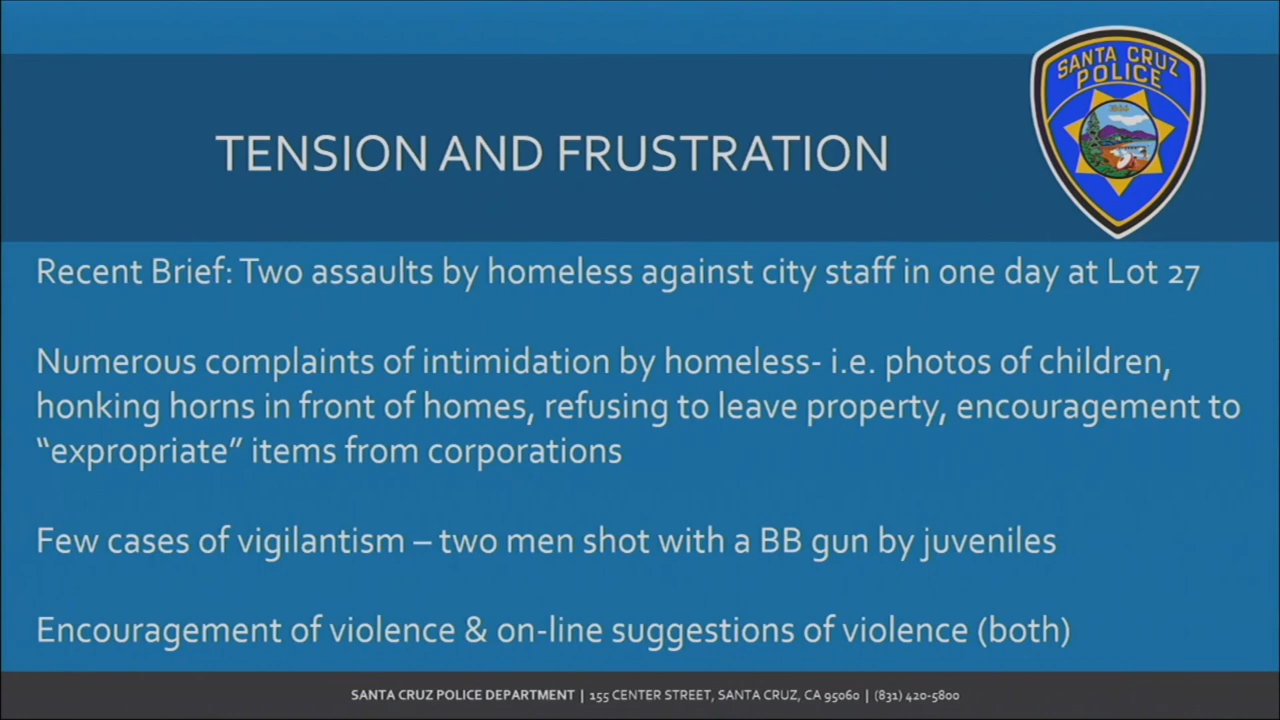 SANTA CRUZ
POLICE
TENSION AND FRUSTRATION
Recent Brief: Two assaults by homeless against city staff in one day at Lot 27
Numerous complaints of intimidation by homeless- i.e. photos of children,
honking horns in front of homes, refusing to leave property, encouragement to
“expropriate” items from corporations
Few cases of vigilantism – two men shot with a BB gun by juveniles
Encouragement of violence & on-line suggestions of violence (both)
SANTA CRUZ POLICE DEPARTMENT | 155 CENTER STREET, SANTA CRUZ, CA 95060 | (831) 420-5800